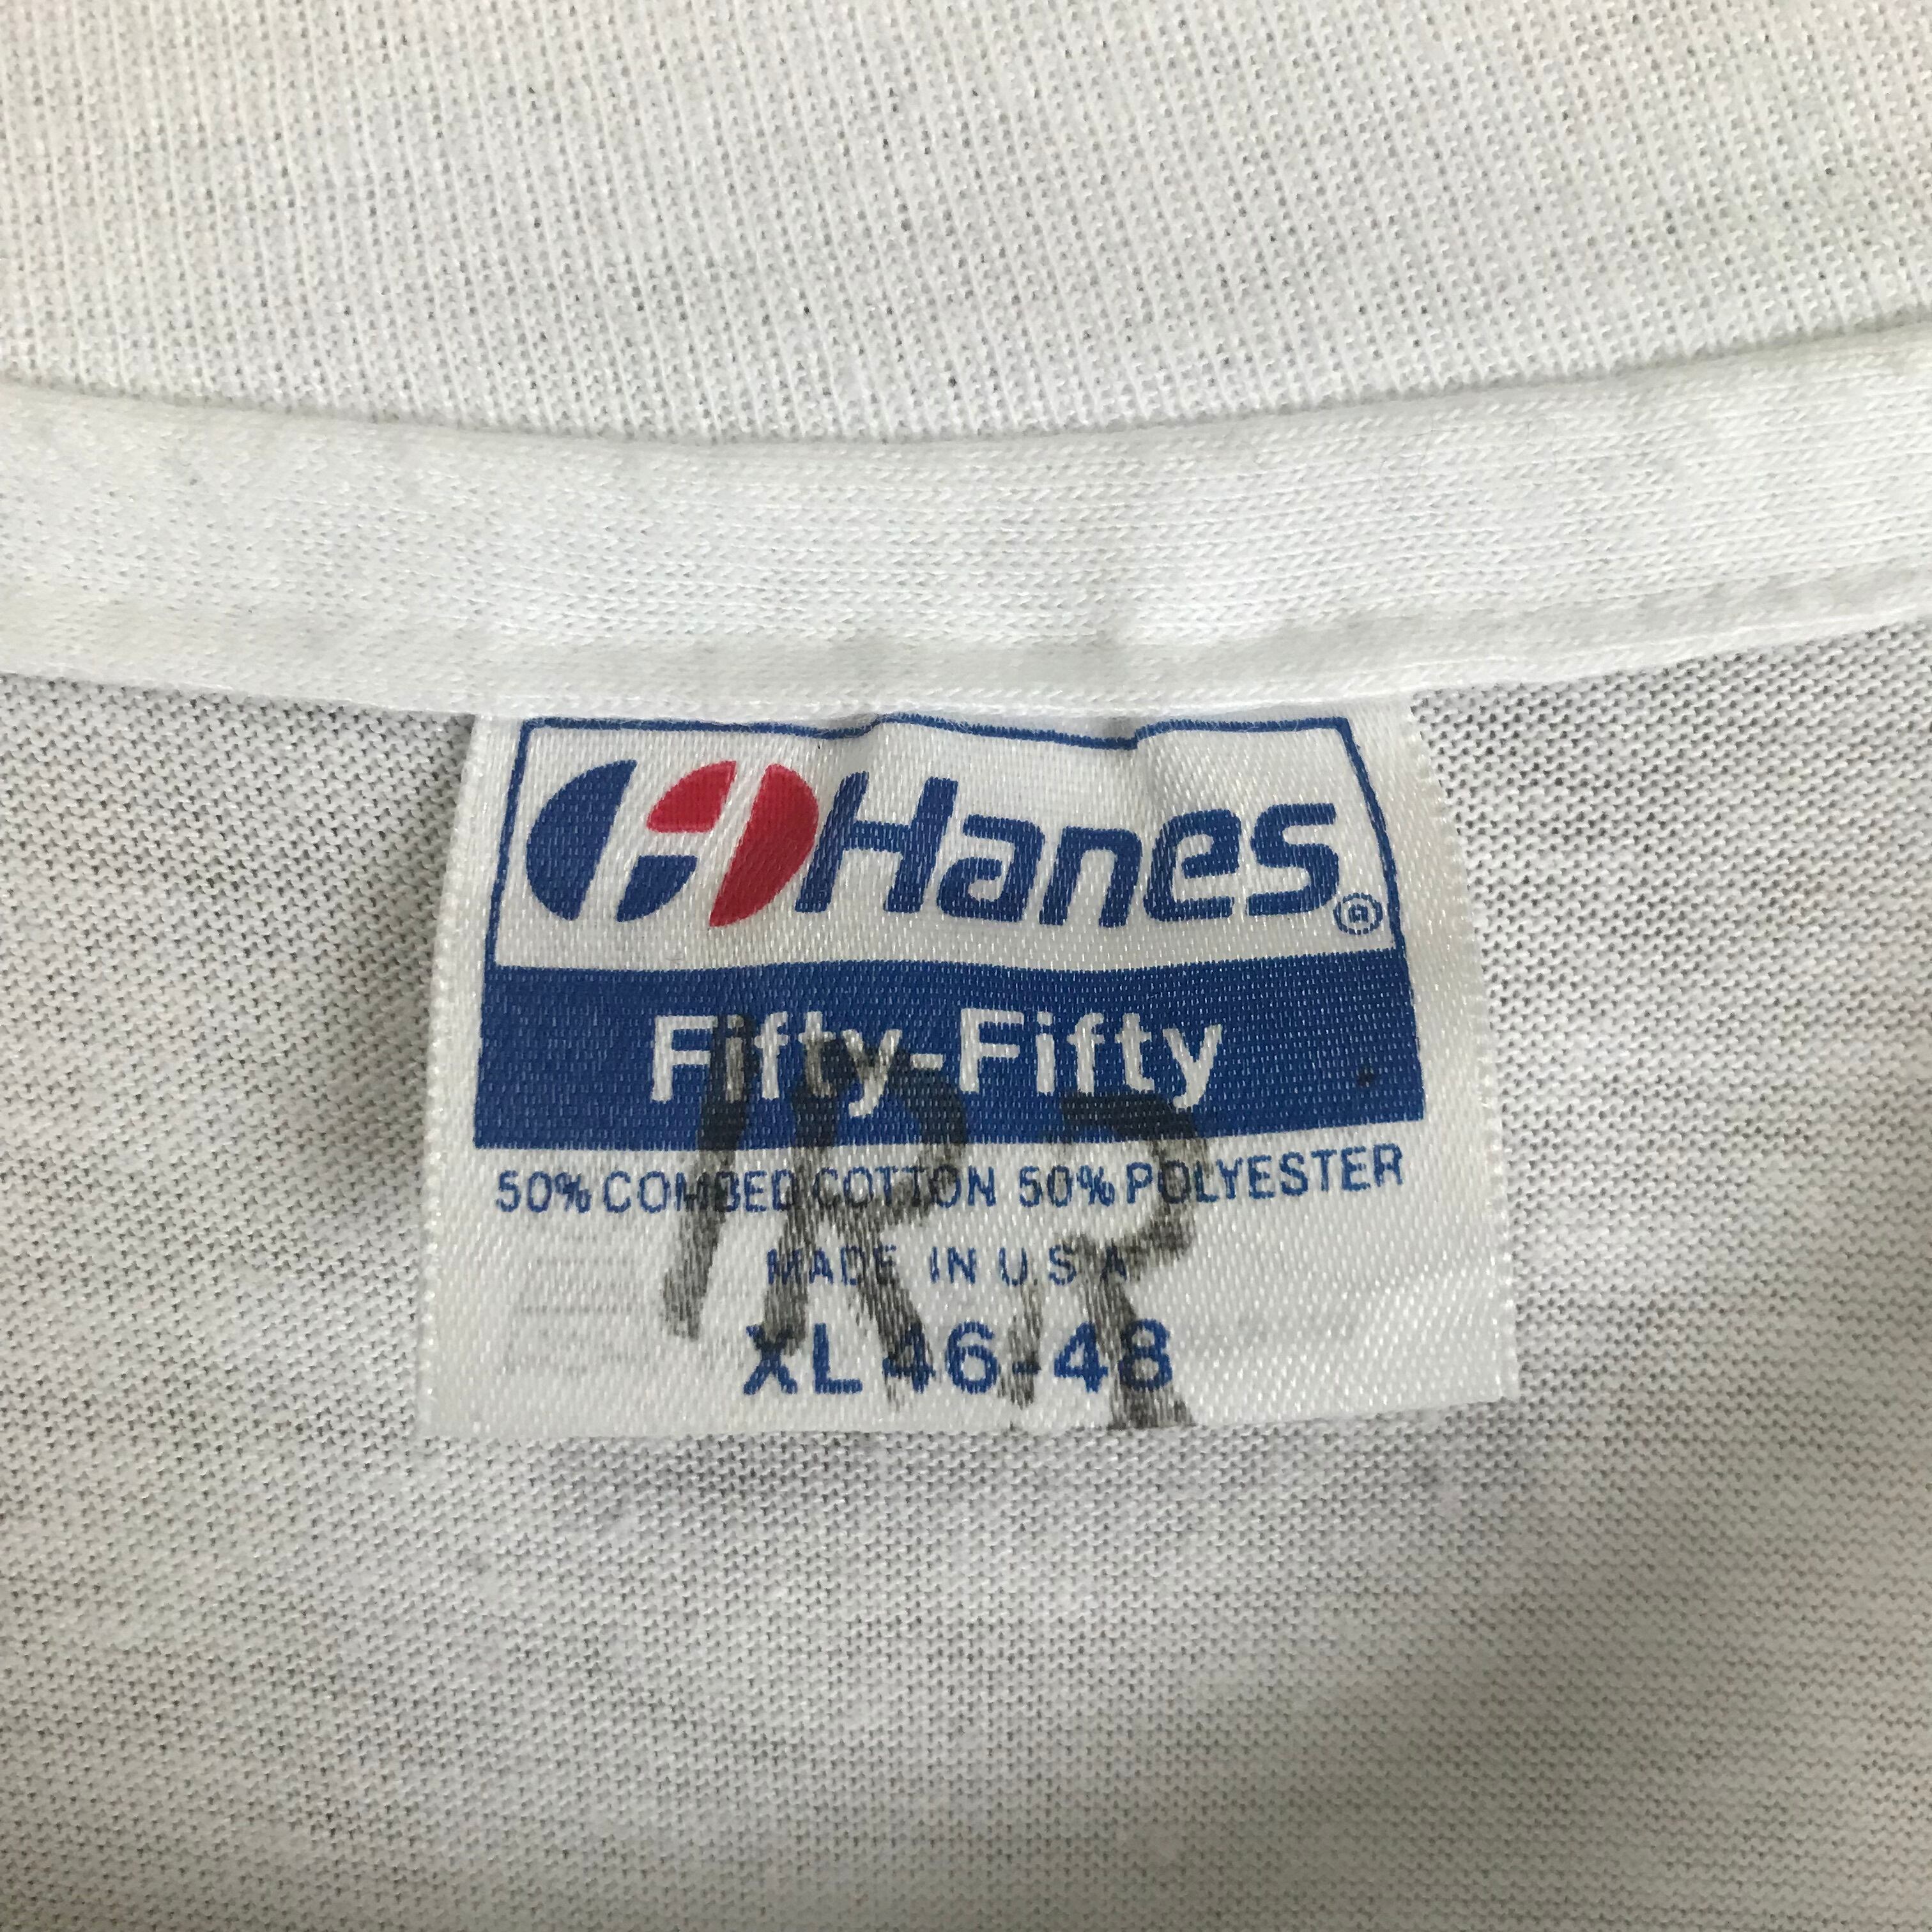 Hanes®
Fifty-Fifty
50% COMBED COTTON 50% POLYESTER
MADE IN U.S.A.
XL 46-48